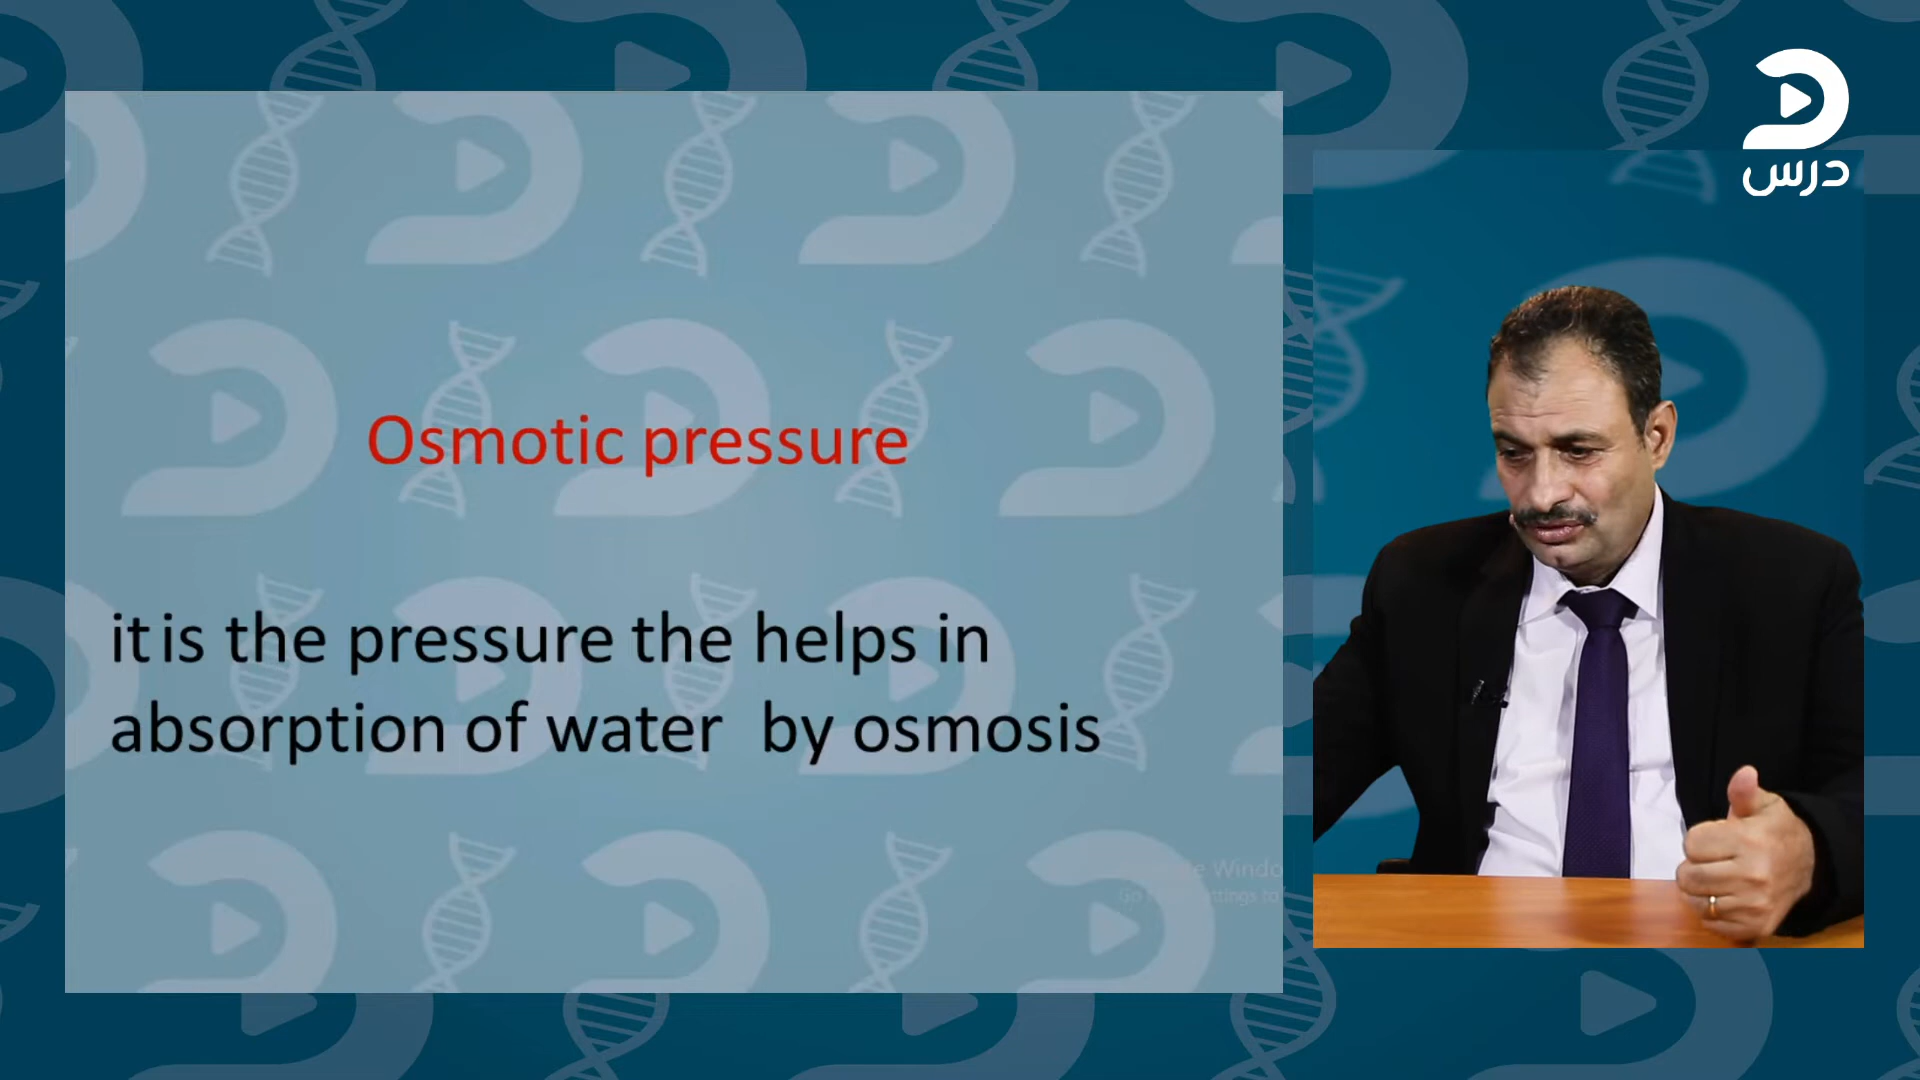 درس
Osmotic pressure
it is the pressure the helps in
absorption of water by osmosis